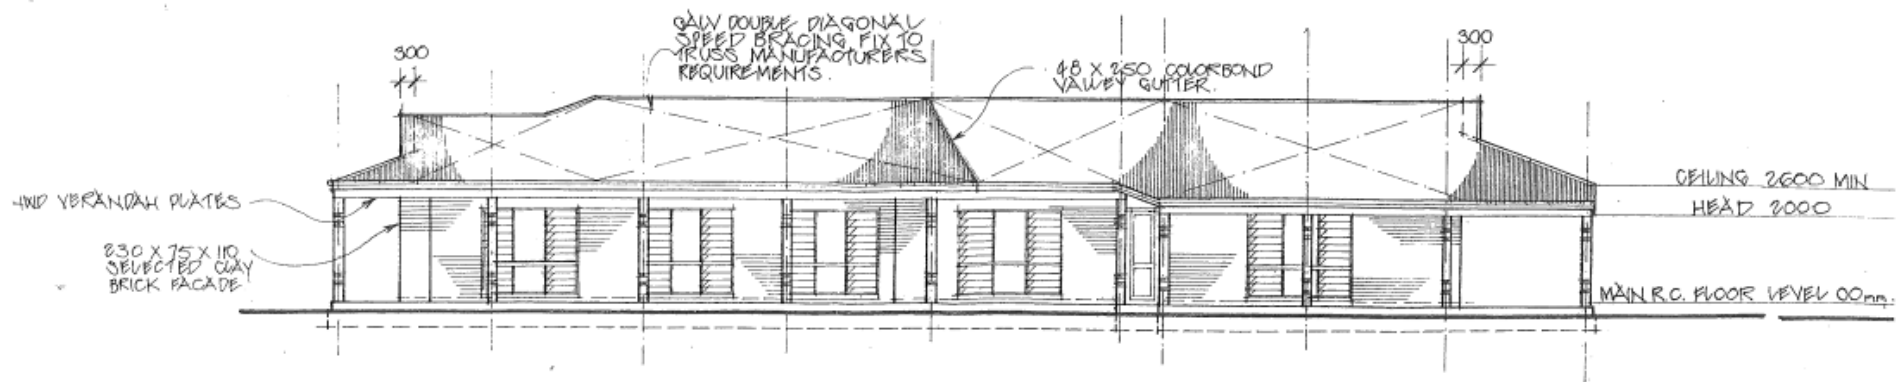 300
GALV DOUBLE DIAGONAL
SPEED BRACING FIX TO
TRUSS MANUFACTURERS
REQUIREMENTS.
48 X 250 COLORBOND
VALLEY GUTTER.
300
HWD VERANDAH PLATES
230 X 75 X 110
SELECTED CLAY
BRICK FACADE
CEILING 2600 MIN
HEAD 2000
MAIN R.C. FLOOR LEVEL 00mm.